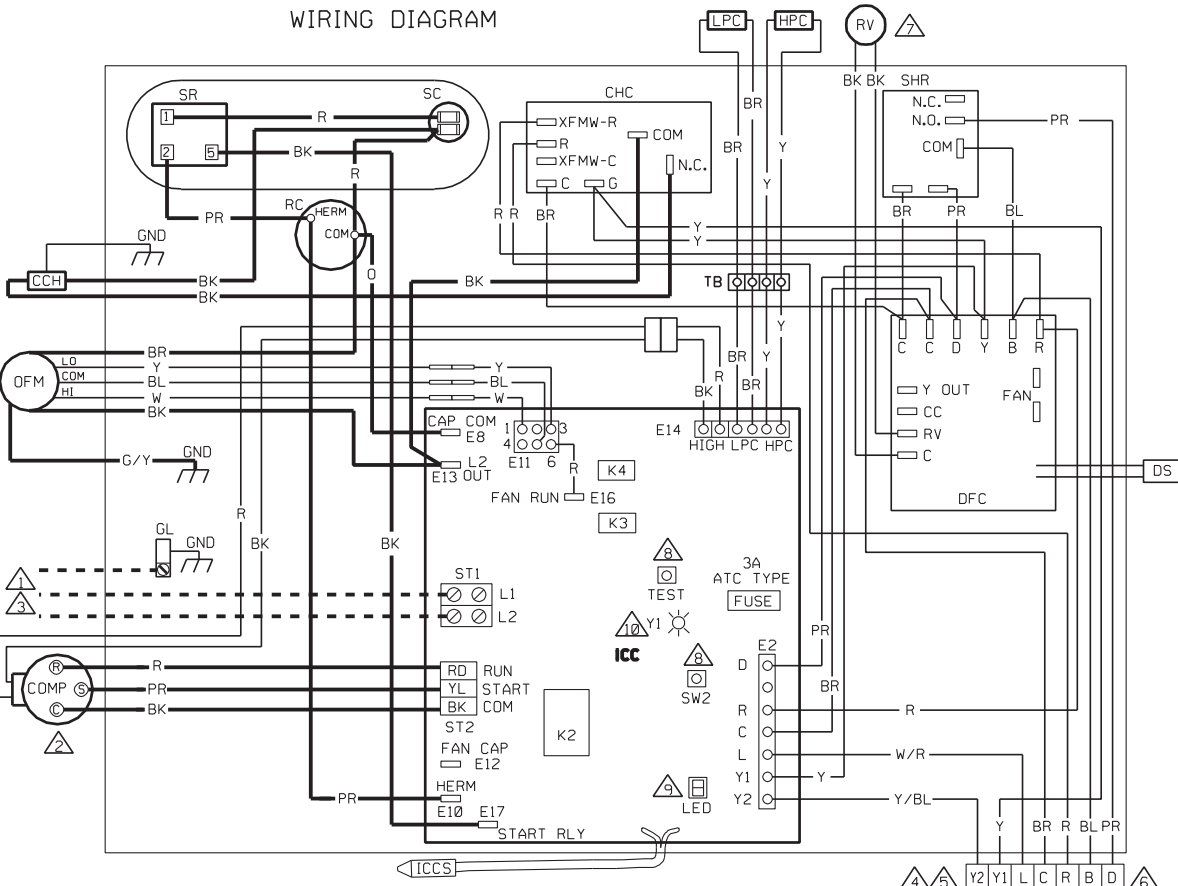 WIRING DIAGRAM
LPC
HPC
RV
7
BK BK
SHR
N.C.
N.O.
PR
COM
BR
PR
BL
SR
SC
1
R
2
5
BK
R
PR
RC
HERM
COM
O
CHC
XFMW-R
R
XFMW-C
C
G
COM
N.C.
BR
BR
Y
Y
R
R
BR
Y
Y
GND
CCH
BK
BK
BK
TB
C
C
D
Y
B
R
Y OUT
CC
RV
C
FAN
DFC
DS
OFM
LO
COM
HI
BR
Y
BL
W
BK
Y
BL
W
G/Y
GND
BK
R
BR
BR
Y
Y
CAP COM
E8
1
3
4
6
E11
L2
OUT
E13
R
FAN RUN
E16
K4
K3
E14
HIGH
LPC
HPC
R
BK
BK
GL
GND
1
3
ST1
L1
L2
8
TEST
3A
ATC TYPE
FUSE
10
Y1
ICC
8
SW2
PR
BR
COMP
R
S
C
2
R
PR
BK
RD
YL
BK
RUN
START
COM
ST2
FAN CAP
E12
K2
HERM
E10
PR
E17
START RLY
9
LED
E2
D
R
C
L
Y1
Y2
R
W/R
Y
Y/BL
Y
BR
R
BL
PR
ICCS
4
5
Y2
Y1
L
C
R
B
D
6